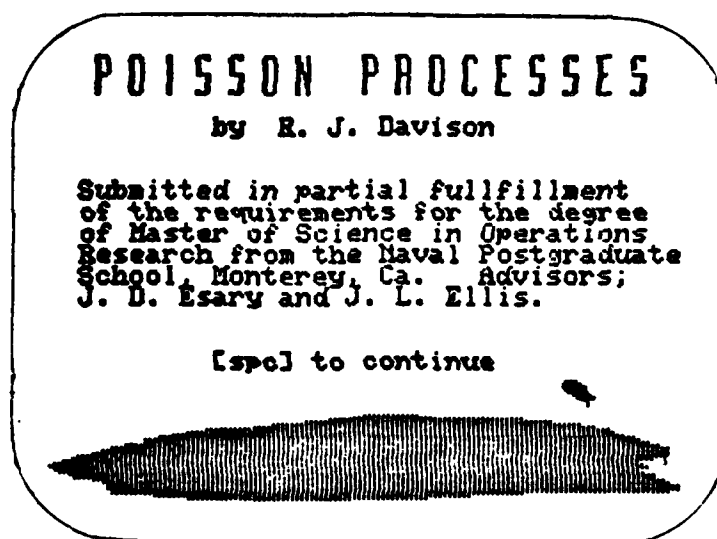 POISSON PROCESSES
by R. J. Davison
Submitted in partial fullfillment
of the requirements for the degree
of Master of Science in Operations
Research from the Naval Postgraduate
School, Monterey, Ca. Advisors;
J. D. Esary and J. L. Ellis.
[spc] to continue